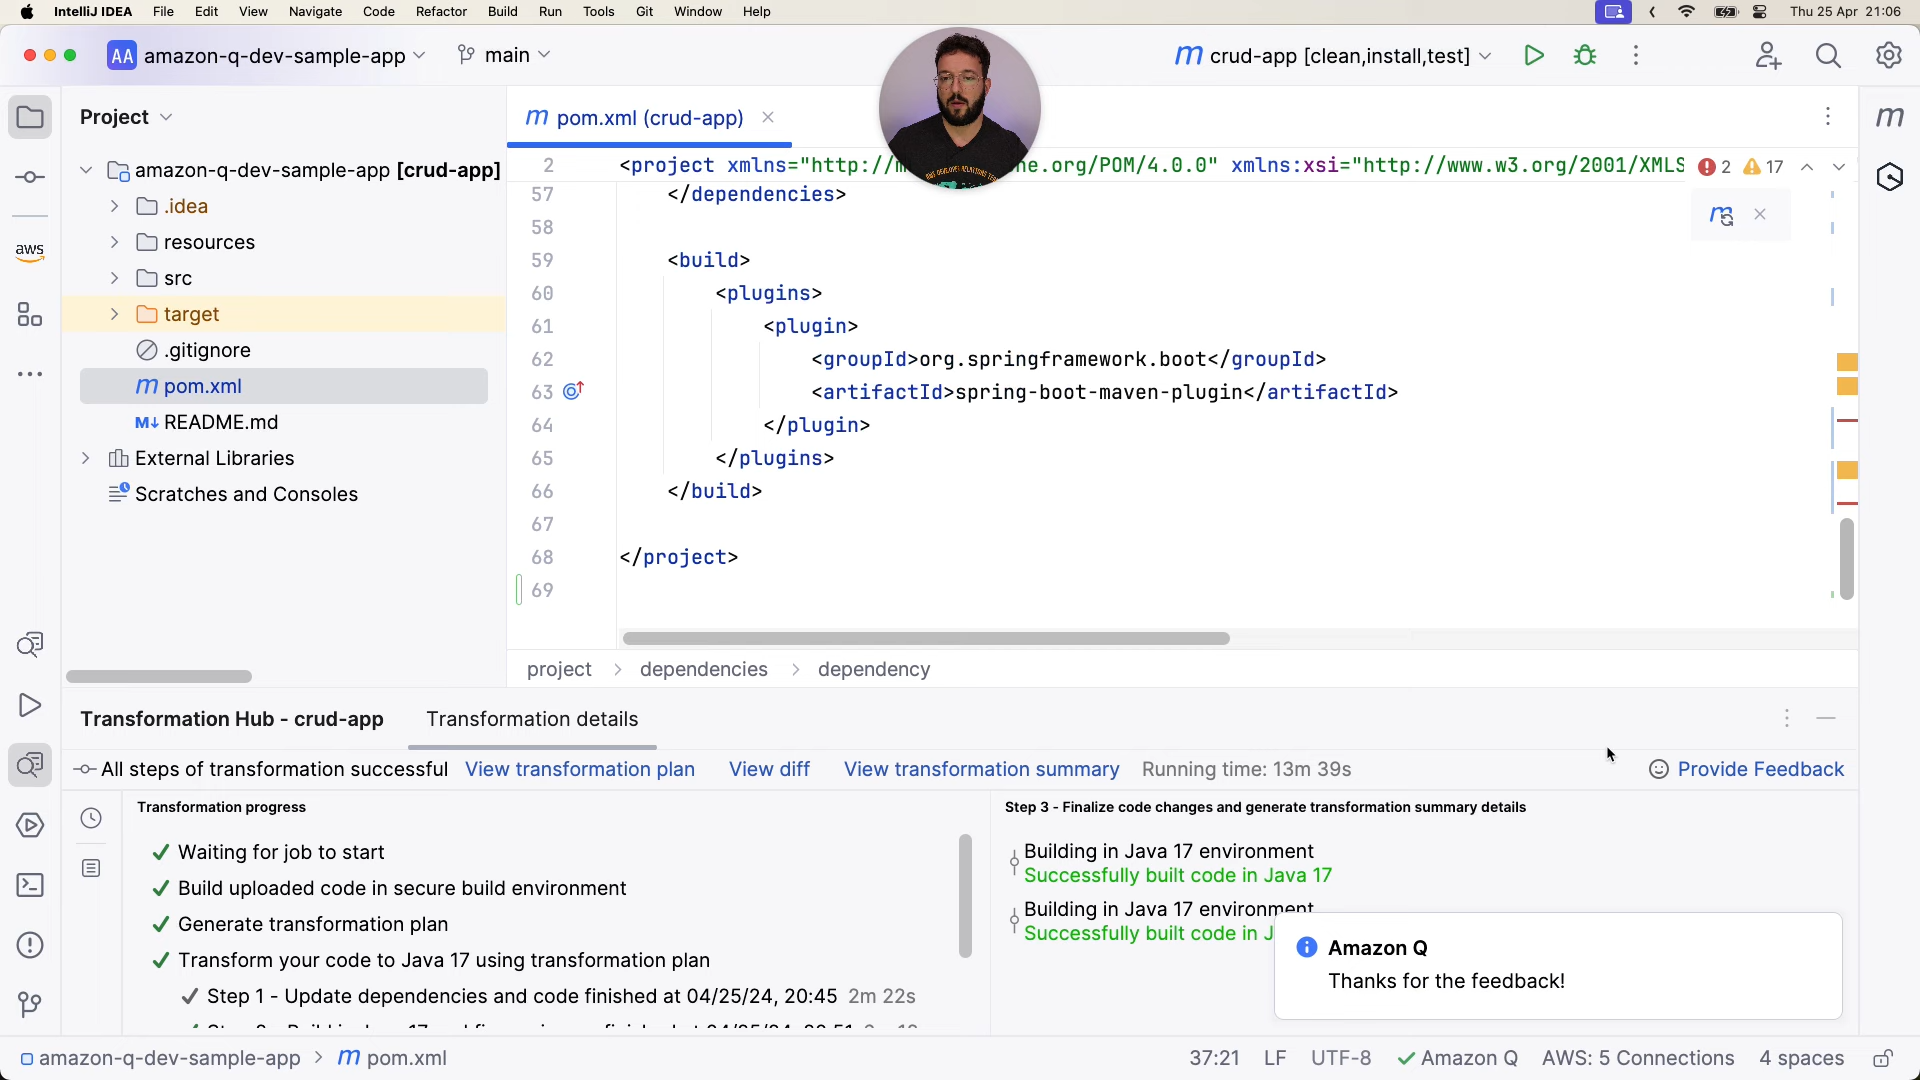 IntelliJ IDEA File Edit View Navigate Code Refactor Build Run Tools Git Window Help Thu 25 Apr 21:06
AA amazon-q-dev-sample-app main crud-app [clean,install,test]
Project
pom.xml (crud-app)
amazon-q-dev-sample-app [crud-app]
.idea
resources
src
target
.gitignore
pom.xml
README.md
External Libraries
Scratches and Consoles
aws
2 <project xmlns="http://m ne.org/POM/4.0.0" xmlns:xsi="http://www.w3.org/2001/XMLS 2 17
57 </dependencies>
58
59 <build>
60 <plugins>
61 <plugin>
62 <groupId>org.springframework.boot</groupId>
63 <artifactId>spring-boot-maven-plugin</artifactId>
64 </plugin>
65 </plugins>
66 </build>
67
68 </project>
69
project > dependencies > dependency
Transformation Hub - crud-app Transformation details
All steps of transformation successful View transformation plan View diff View transformation summary Running time: 13m 39s Provide Feedback
Transformation progress
Waiting for job to start
Build uploaded code in secure build environment
Generate transformation plan
Transform your code to Java 17 using transformation plan
Step 1 - Update dependencies and code finished at 04/25/24, 20:45 2m 22s
Step 3 - Finalize code changes and generate transformation summary details
Building in Java 17 environment
Successfully built code in Java 17
Building in Java 17 environment
Successfully built code in J
Amazon Q
Thanks for the feedback!
amazon-q-dev-sample-app > pom.xml 37:21 LF UTF-8 Amazon Q AWS: 5 Connections 4 spaces